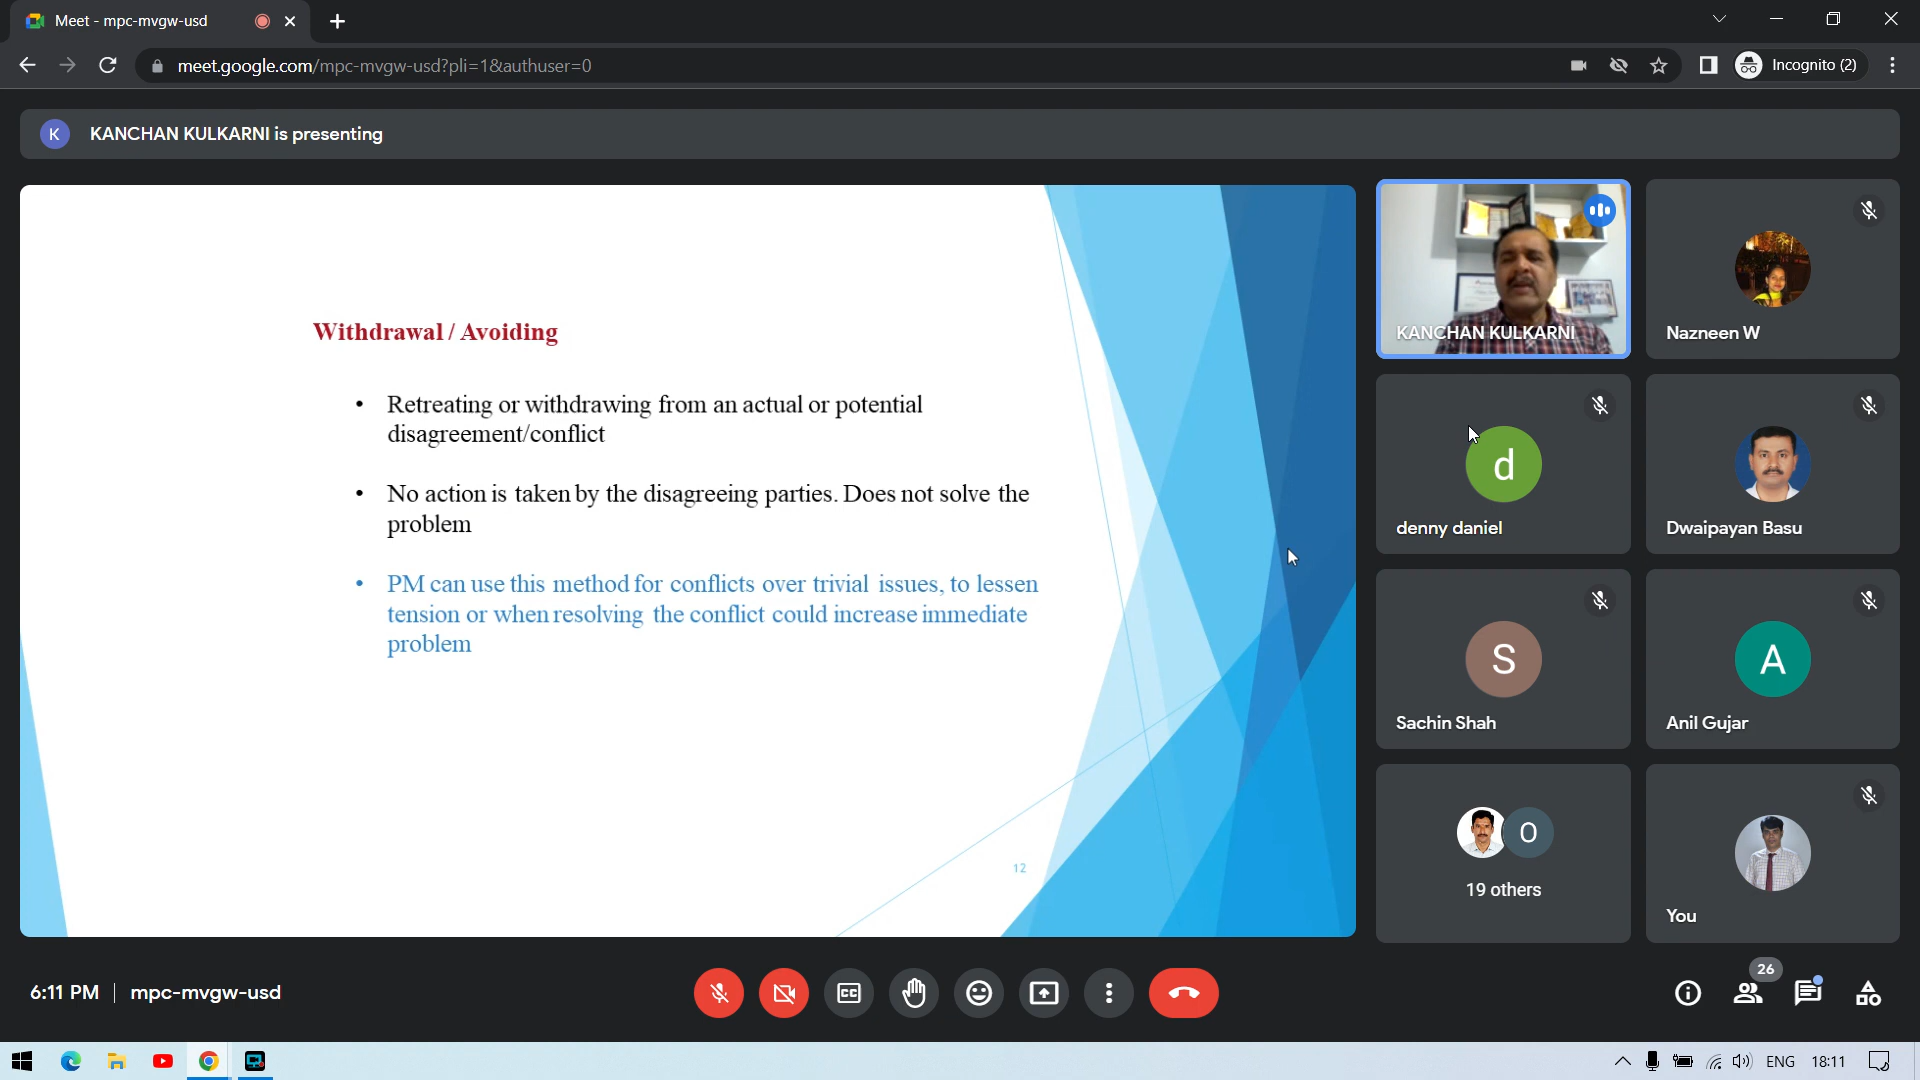 Meet - mpc-mvgw-usd
meet.google.com/mpc-mvgw-usd?pli=1&authuser=0
Incognito (2)
K
KANCHAN KULKARNI is presenting
Withdrawal / Avoiding
• Retreating or withdrawing from an actual or potential
disagreement/conflict
• No action is taken by the disagreeing parties. Does not solve the
problem
• PM can use this method for conflicts over trivial issues, to lessen
tension or when resolving the conflict could increase immediate
problem
12
KANCHAN KULKARNI
Nazneen W
d
denny daniel
Dwaipayan Basu
S
Sachin Shah
A
Anil Gujar
O
19 others
You
6:11 PM | mpc-mvgw-usd
CC
26
ENG
18:11